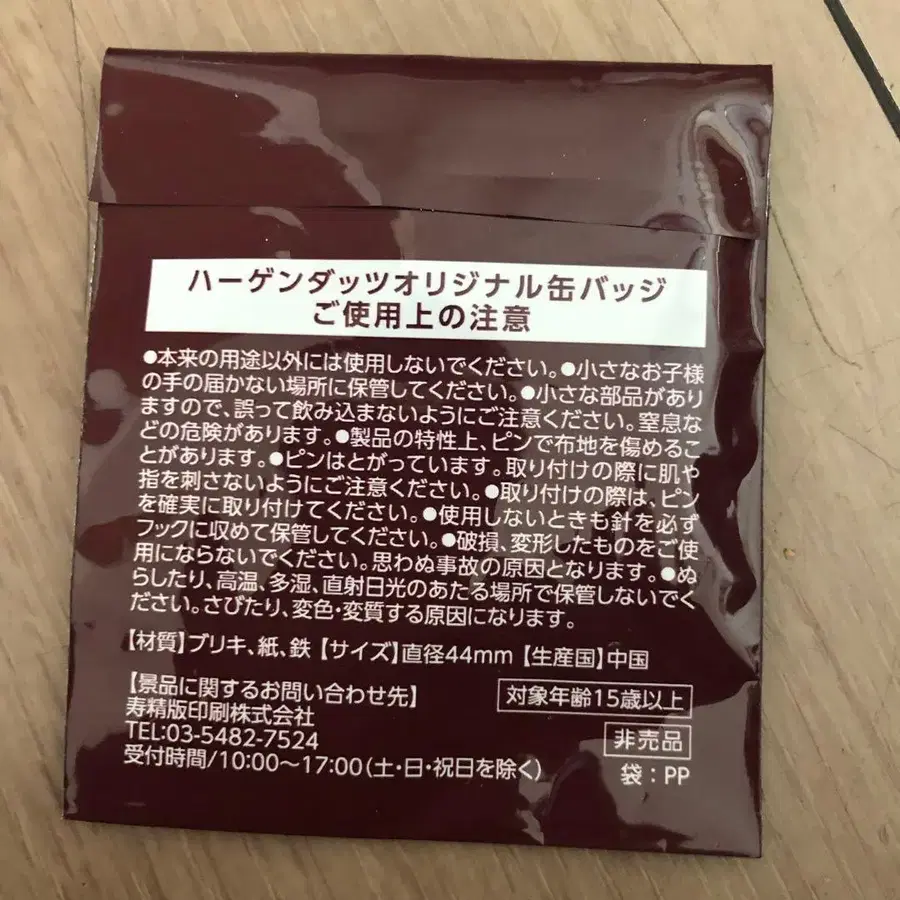 ハーゲンダッツオリジナル缶バッジ
ご使用上の注意
●本来の用途以外には使用しないでください。●小さなお子様
の手の届かない場所に保管してください。●小さな部品があり
ますので、誤って飲み込まないようにご注意ください。窒息な
どの危険があります。●製品の特性上、ピンで布地を傷めるこ
とがあります。●ピンはとがっています。取り付けの際に肌や
指を刺さないようにご注意ください。●取り付けの際は、ピン
を確実に取り付けてください。●使用しないときも針を必ず
フックに収めて保管してください。●破損、変形したものをご使
用にならないでください。思わぬ事故の原因となります。●ぬ
らしたり、高温、多湿、直射日光のあたる場所で保管しないでく
ださい。さびたり、変色・変質する原因になります。
【材質】ブリキ、紙、鉄【サイズ】直径44mm【生産国】中国
【景品に関するお問い合わせ先】
寿精版印刷株式会社
TEL:03-5482-7524
受付時間/10:00〜17:00(土・日・祝日を除く)
対象年齢15歳以上
非売品
袋：PP